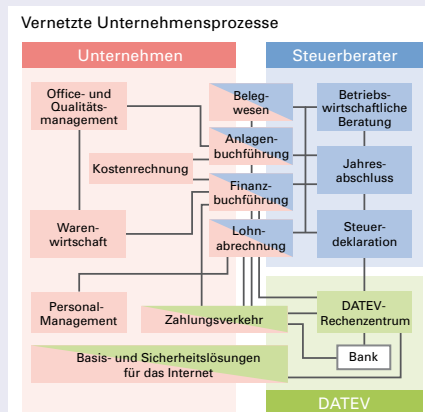 Vernetzte Unternehmensprozesse
Unternehmen
Steuerberater
Office- und
Qualitäts-
management
Beleg-
wesen
Betriebs-
wirtschaftliche
Beratung
Anlagen-
buchführung
Kostenrechnung
Jahres-
abschluss
Finanz-
buchführung
Waren-
wirtschaft
Lohn-
abrechnung
Steuer-
deklaration
Personal-
Management
Zahlungsverkehr
DATEV-
Rechenzentrum
Basis- und Sicherheitslösungen
für das Internet
Bank
DATEV